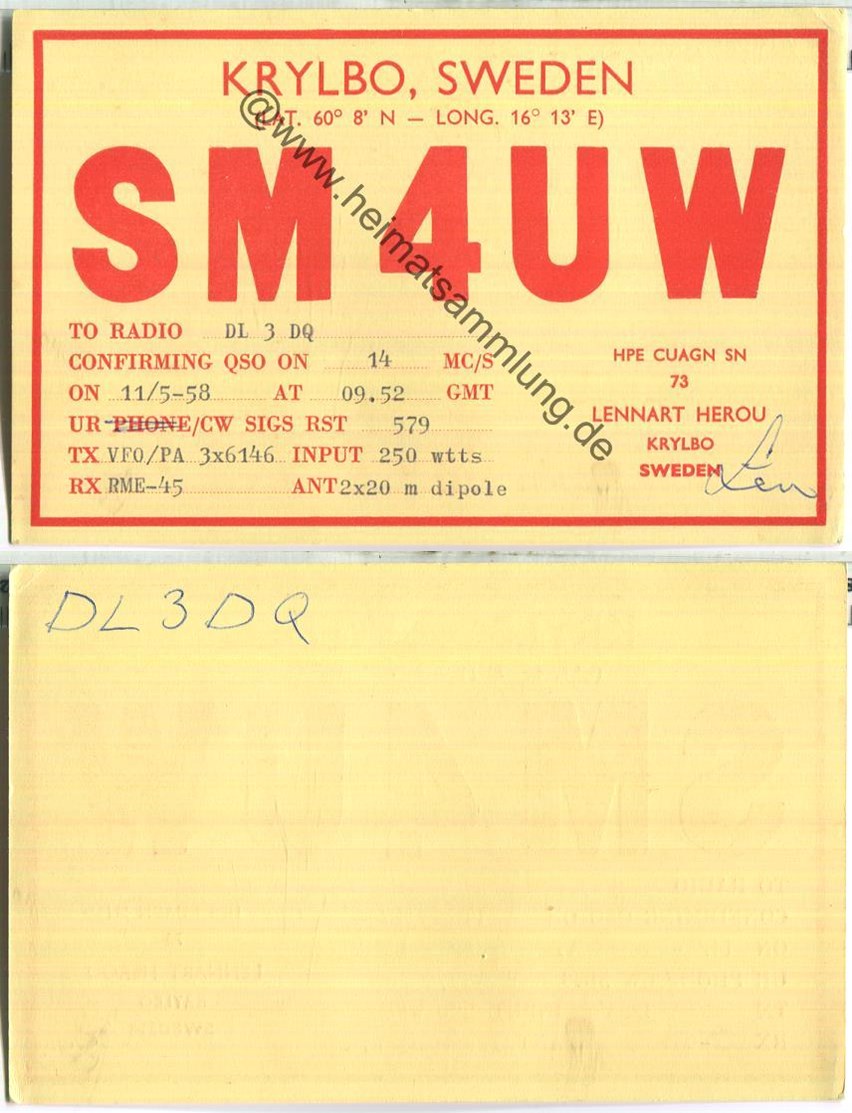 KRYLBO, SWEDEN
(LAT. 60° 8' N — LONG. 16° 13' E)
SM4UW
TO RADIO DL 3 DQ
CONFIRMING QSO ON 14 MC/S
ON 11/5-58 AT 09.52 GMT
UR PHONE/CW SIGS RST 579
TX VFO/PA 3x6146 INPUT 250 wtts
RX RME-45 ANT 2x20 m dipole
HPE CUAGN SN
73
LENNART HEROU
KRYLBO
SWEDEN
Len
@www.heimatsammlung.de
DL3DQ